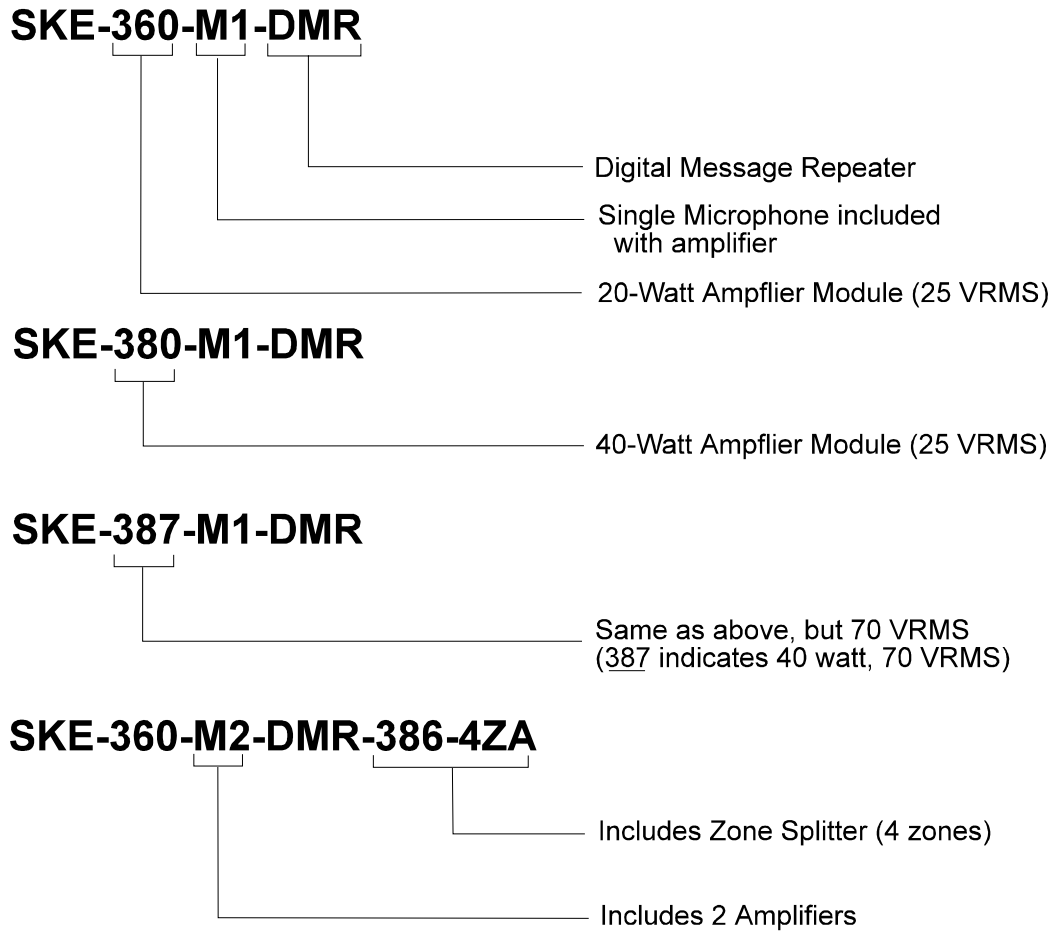 SKE-360-M1-DMR
Digital Message Repeater
Single Microphone included
with amplifier
20-Watt Ampflier Module (25 VRMS)
SKE-380-M1-DMR
40-Watt Ampflier Module (25 VRMS)
SKE-387-M1-DMR
Same as above, but 70 VRMS
(387 indicates 40 watt, 70 VRMS)
SKE-360-M2-DMR-386-4ZA
Includes Zone Splitter (4 zones)
Includes 2 Amplifiers